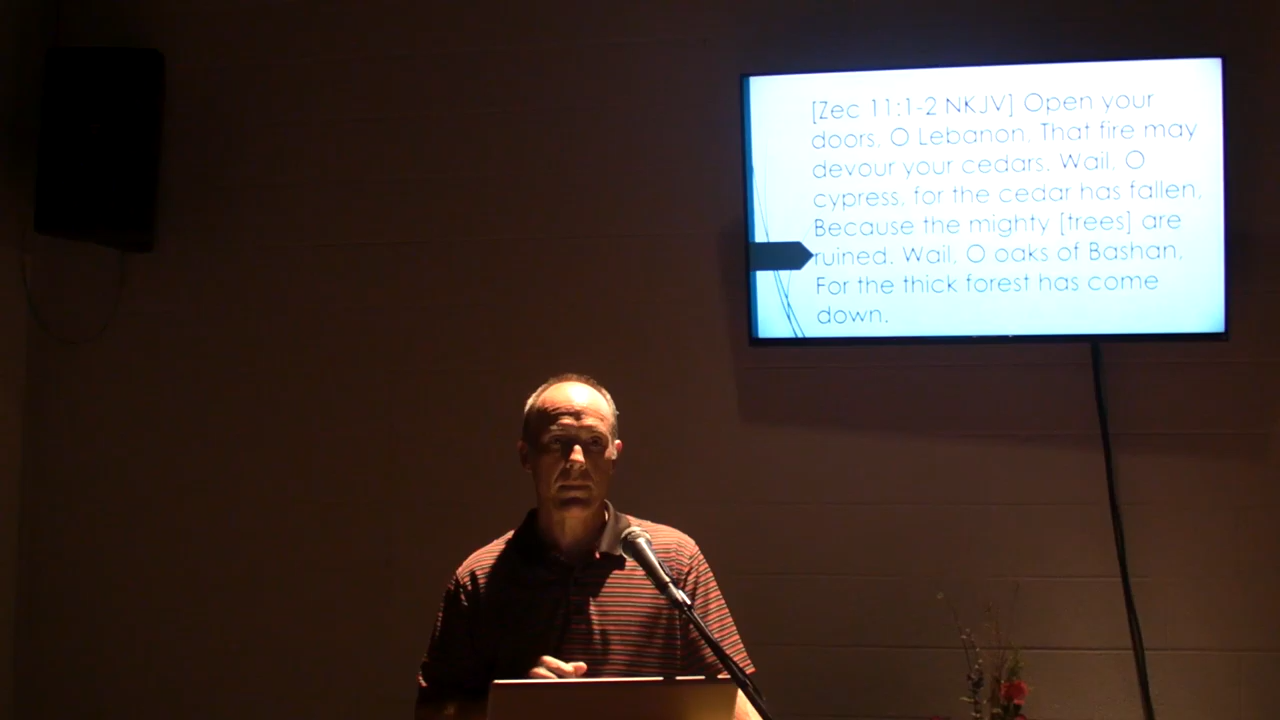 [Zec 11:1-2 NKJV] Open your
doors, O Lebanon, That fire may
devour your cedars. Wail, O
cypress, for the cedar has fallen,
Because the mighty [trees] are
ruined. Wail, O oaks of Bashan,
For the thick forest has come
down.